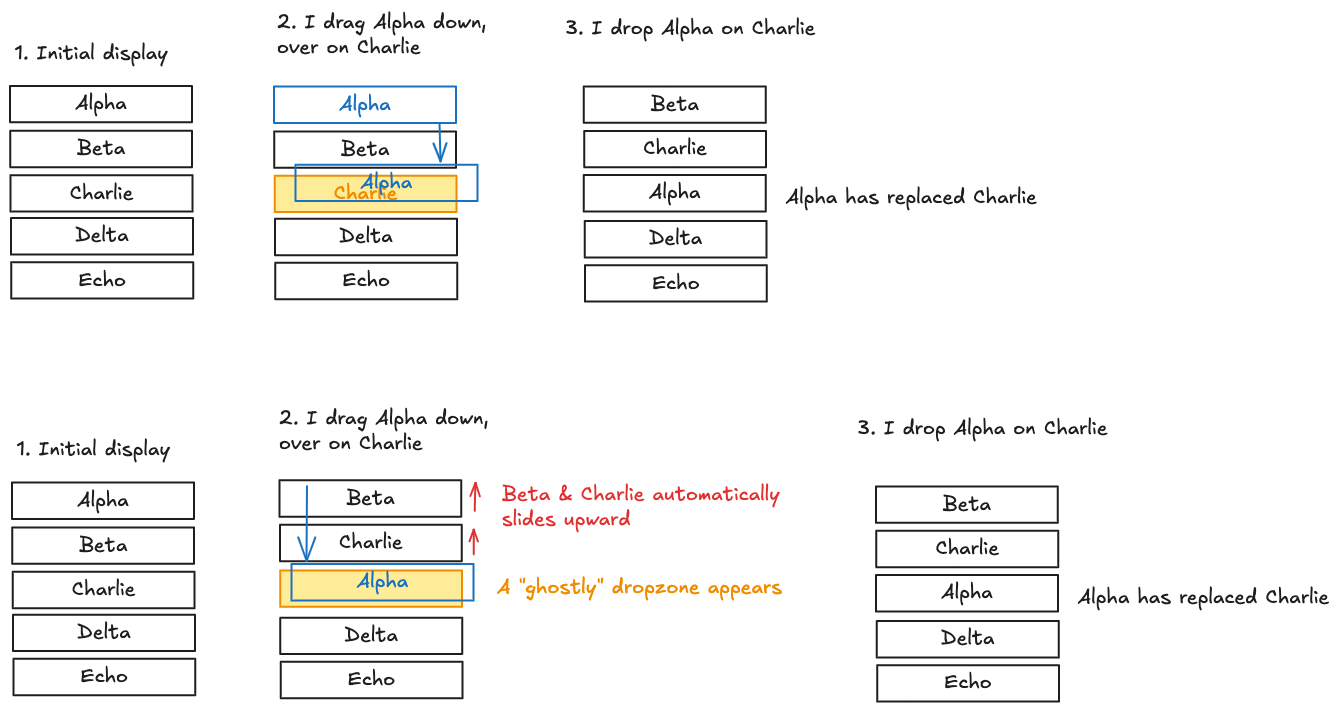 1. Initial display
Alpha
Beta
Charlie
Delta
Echo
2. I drag Alpha down,
over on Charlie
Alpha
Beta
Alpha
Charlie
Delta
Echo
3. I drop Alpha on Charlie
Beta
Charlie
Alpha
Delta
Echo
Alpha has replaced Charlie
1. Initial display
Alpha
Beta
Charlie
Delta
Echo
2. I drag Alpha down,
over on Charlie
Beta
Charlie
Alpha
Delta
Echo
Beta & Charlie automatically
slides upward
A "ghostly" dropzone appears
3. I drop Alpha on Charlie
Beta
Charlie
Alpha
Delta
Echo
Alpha has replaced Charlie